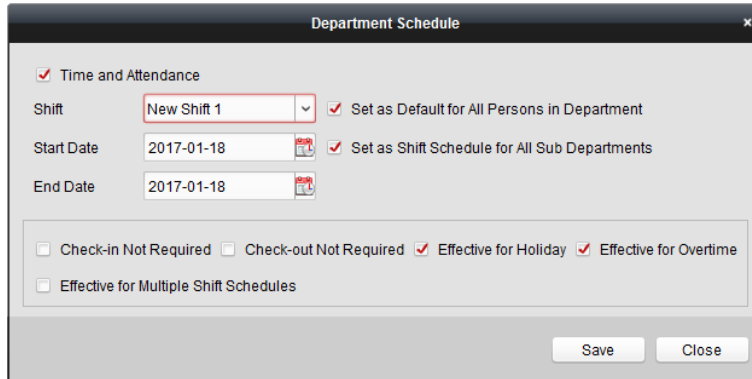 Department Schedule ×
Time and Attendance
Shift New Shift 1 Set as Default for All Persons in Department
Start Date 2017-01-18 Set as Shift Schedule for All Sub Departments
End Date 2017-01-18
Check-in Not Required Check-out Not Required Effective for Holiday Effective for Overtime
Effective for Multiple Shift Schedules
Save Close